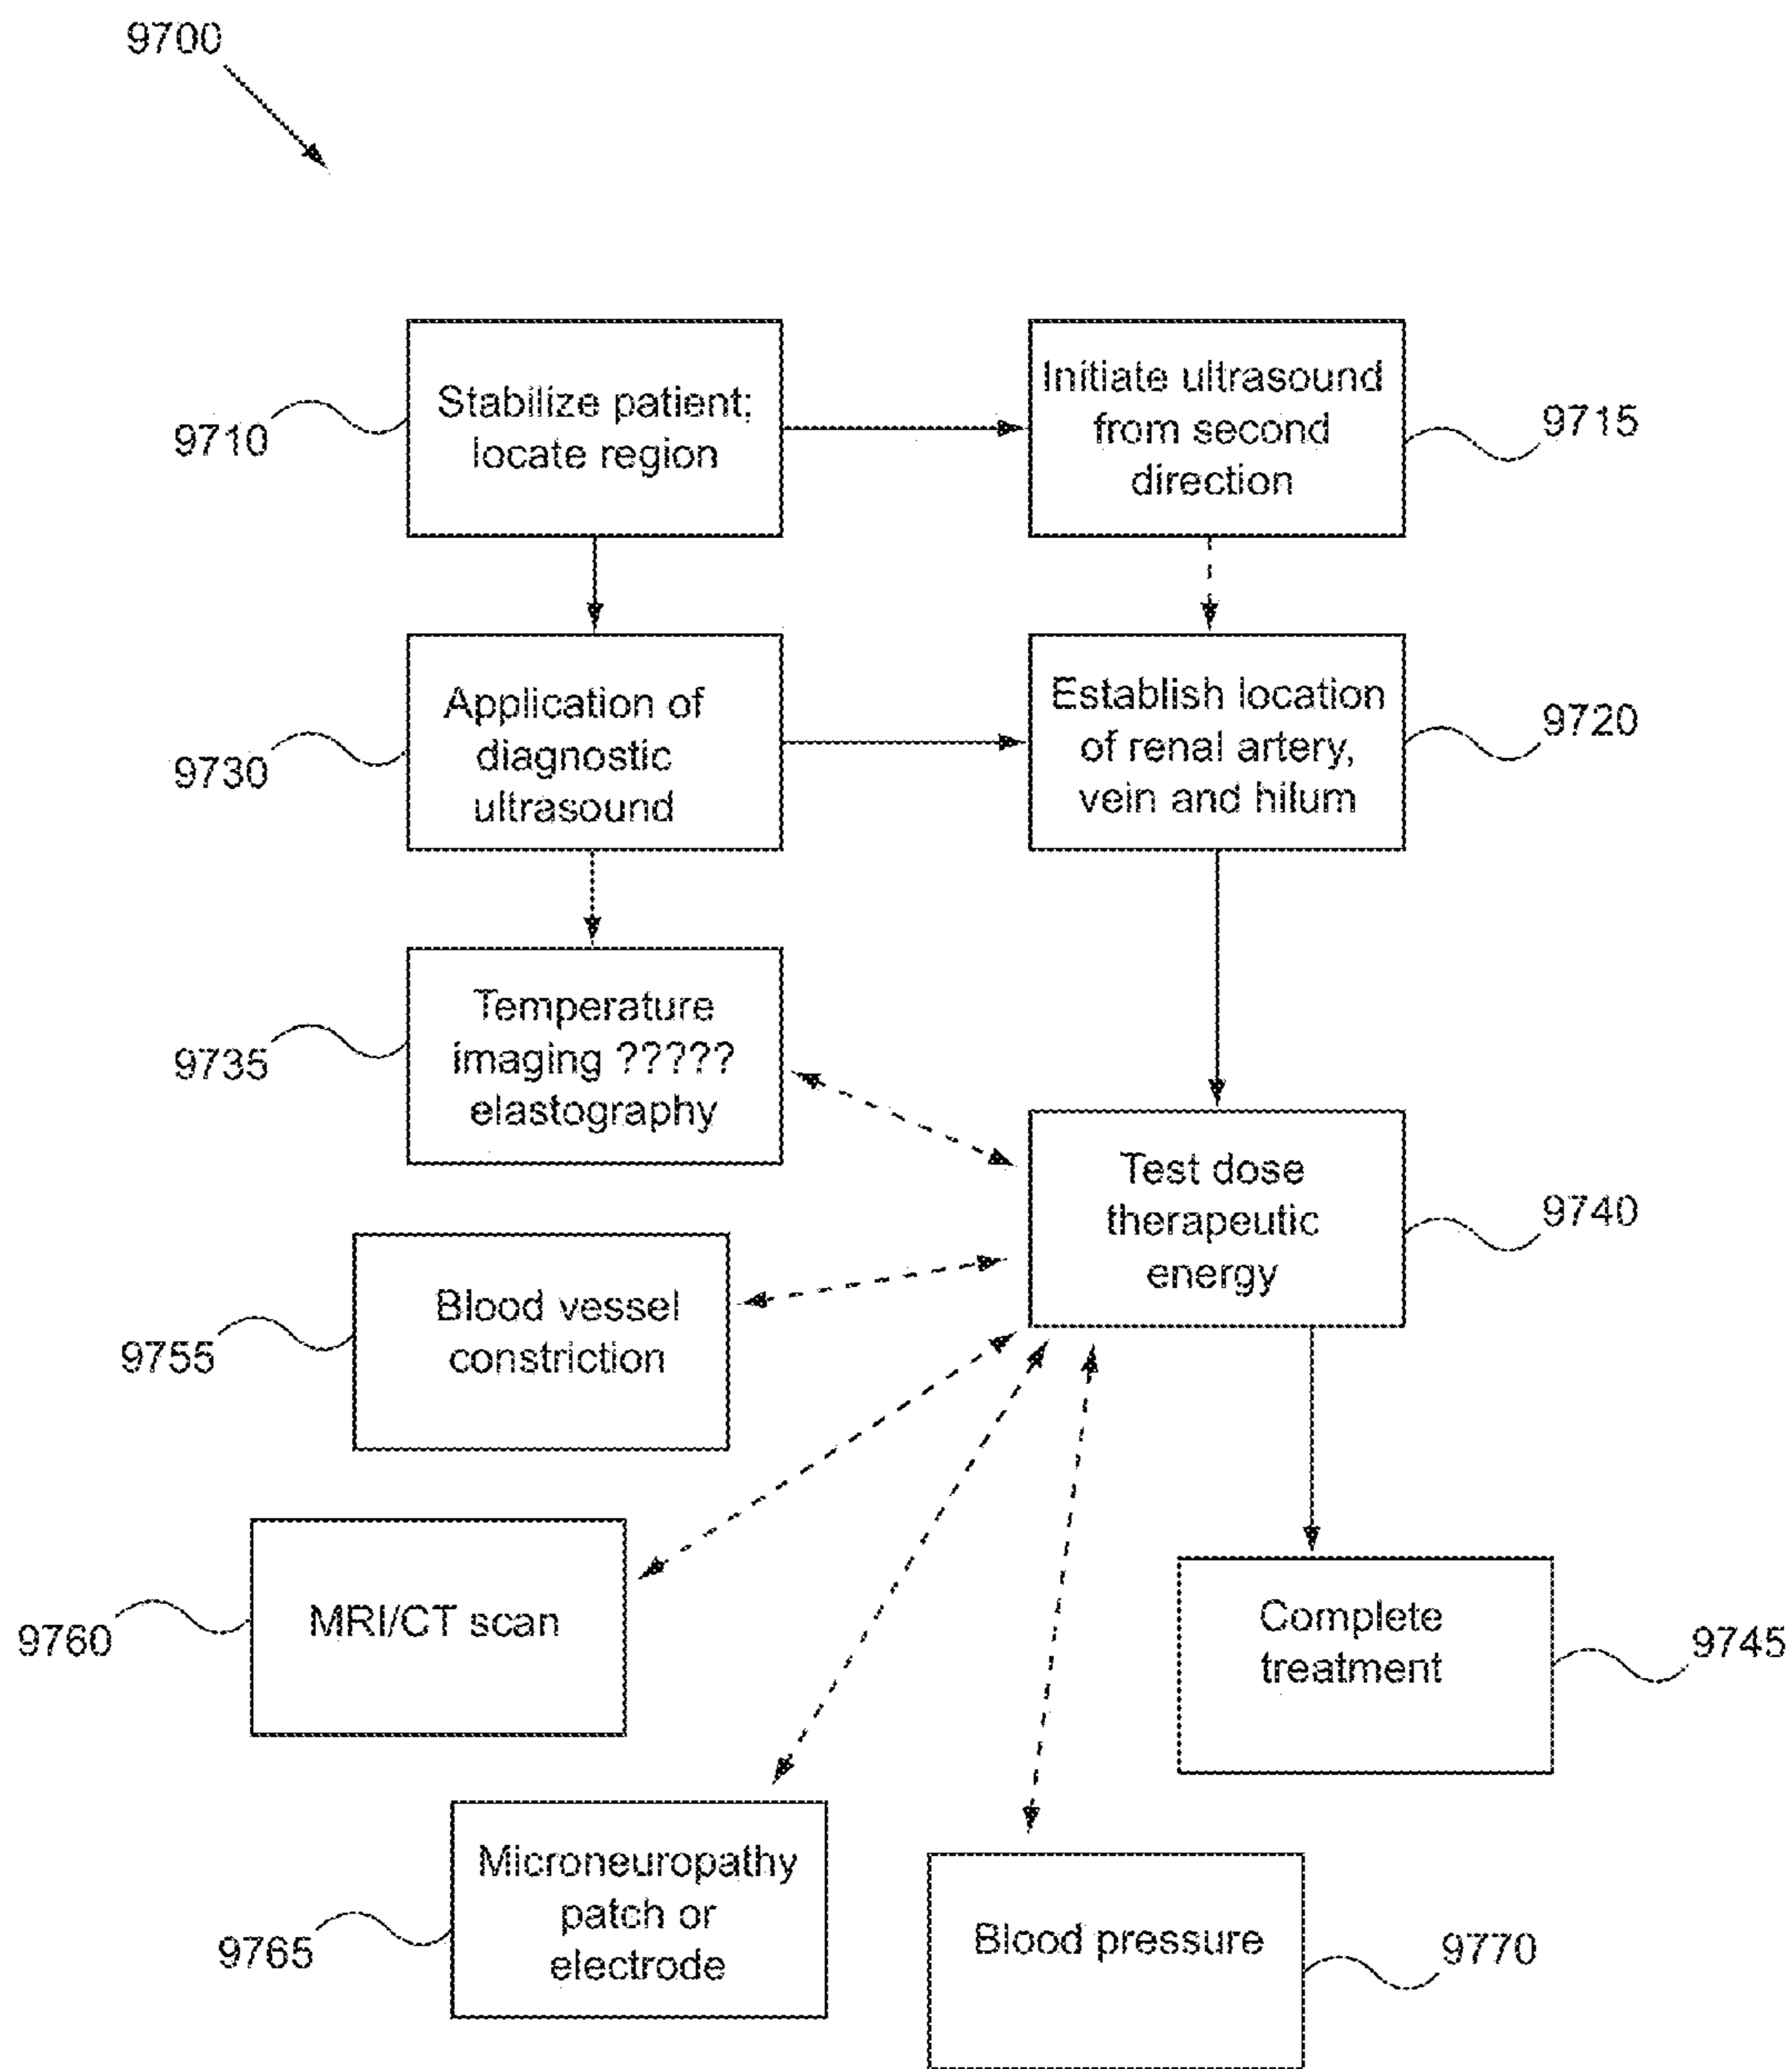 9700
Stabilize patient;
locate region
9710
Initiate ultrasound
from second
direction
9715
Application of
diagnostic
ultrasound
9730
Establish location
of renal artery,
vein and hilum
9720
Temperature
imaging ?????
elastography
9735
Test dose
therapeutic
energy
9740
Blood vessel
constriction
9755
MRI/CT scan
9760
Complete
treatment
9745
Microneuropathy
patch or
electrode
9765
Blood pressure
9770